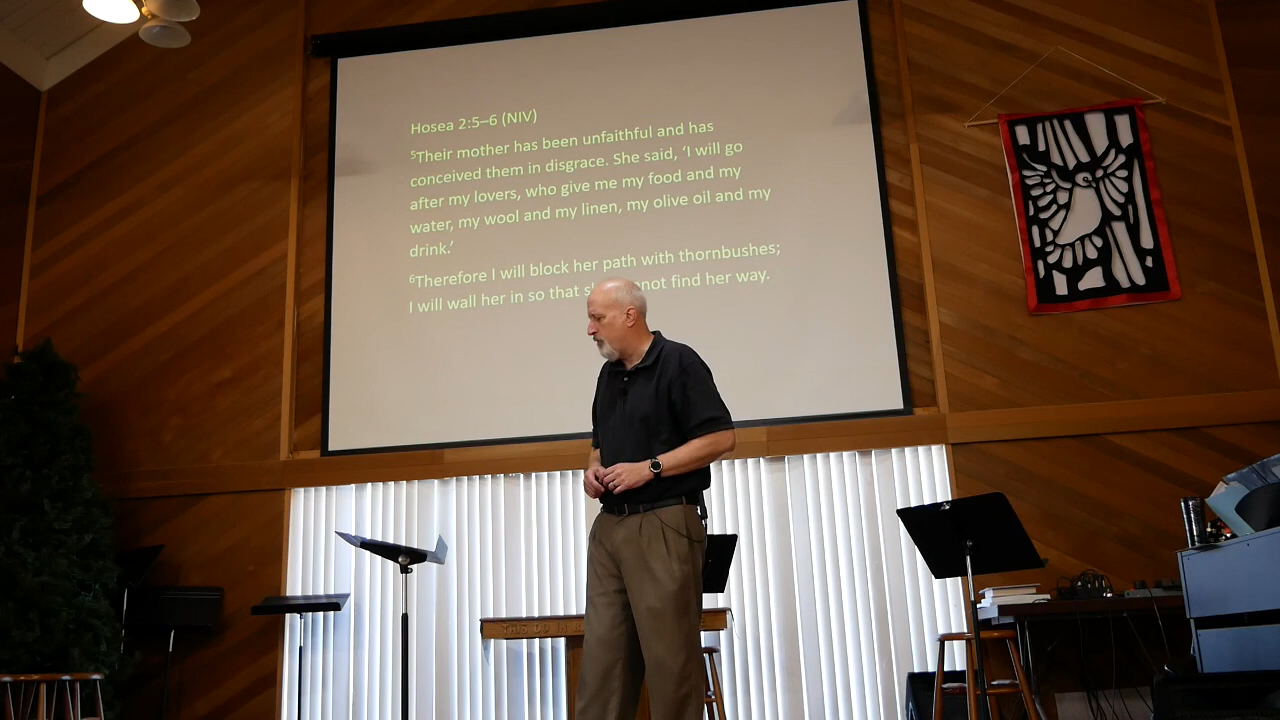 Hosea 2:5–6 (NIV)
⁵Their mother has been unfaithful and has
conceived them in disgrace. She said, ‘I will go
after my lovers, who give me my food and my
water, my wool and my linen, my olive oil and my
drink.’
⁶Therefore I will block her path with thornbushes;
I will wall her in so that not find her way.
THIS DO IN